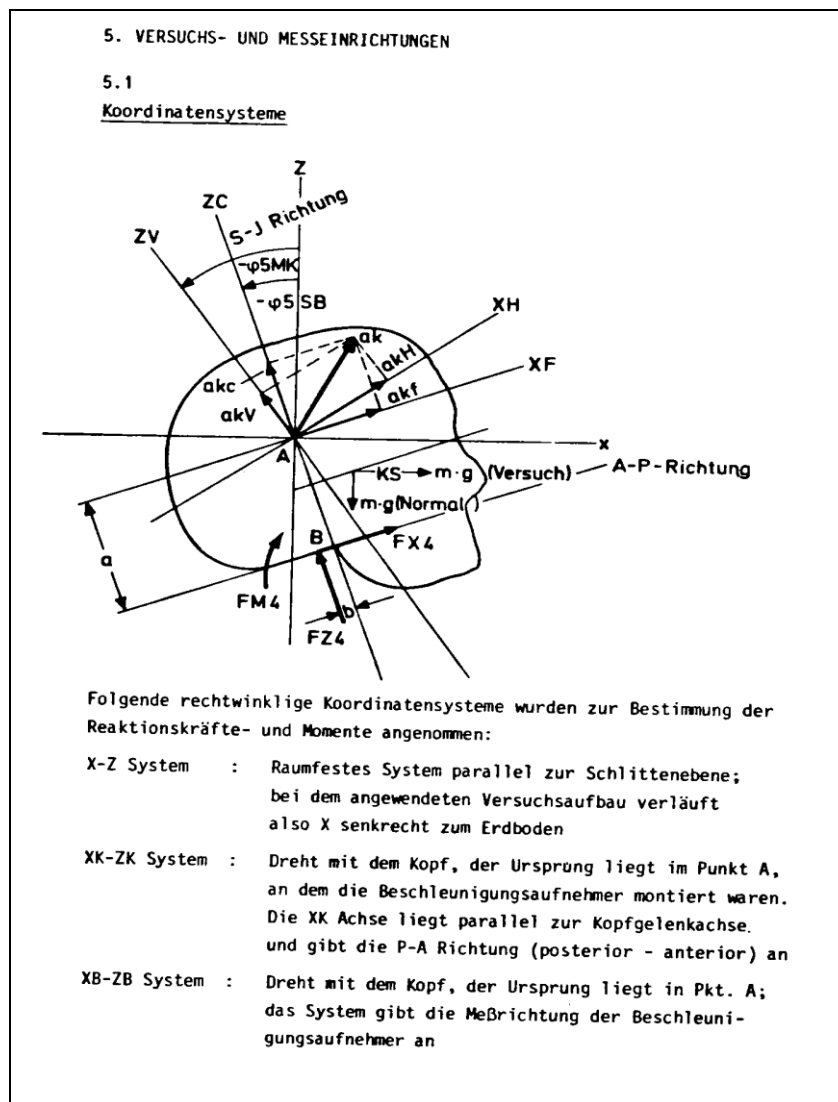 5. VERSUCHS- UND MESSEINRICHTUNGEN
5.1
Koordinatensysteme
Z
ZC
S-J Richtung
ZV
-φ5MK
-φ5SB
XH
ak
akH
XF
akc
akf
akV
A
x
KS → m·g (Versuch)
A-P-Richtung
m·g(Normal)
a
B
FX4
FM4
b
FZ4
Folgende rechtwinklige Koordinatensysteme wurden zur Bestimmung der
Reaktionskräfte- und Momente angenommen:
X-Z System : Raumfestes System parallel zur Schlittenebene;
bei dem angewendeten Versuchsaufbau verläuft
also X senkrecht zum Erdboden
XK-ZK System : Dreht mit dem Kopf, der Ursprung liegt im Punkt A,
an dem die Beschleunigungsaufnehmer montiert waren.
Die XK Achse liegt parallel zur Kopfgelenkachse.
und gibt die P-A Richtung (posterior - anterior) an
XB-ZB System : Dreht mit dem Kopf, der Ursprung liegt in Pkt. A;
das System gibt die Meßrichtung der Beschleuni-
gungsaufnehmer an